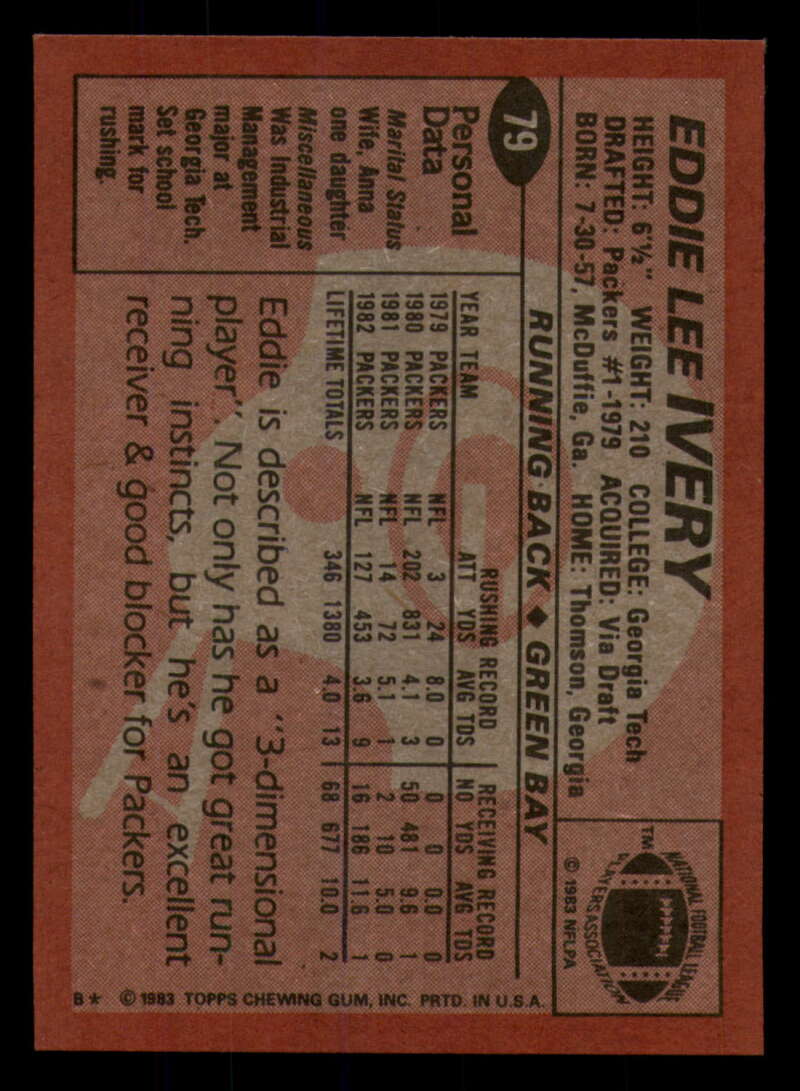 EDDIE LEE IVERY
HEIGHT: 6'½" WEIGHT: 210 COLLEGE: Georgia Tech
DRAFTED: Packers #1-1979 ACQUIRED: Via Draft
BORN: 7-30-57, McDuffie, Ga. HOME: Thomson, Georgia
NATIONAL FOOTBALL LEAGUE
PLAYERS ASSOCIATION
TM
© 1983 NFLPA
79
RUNNING BACK ◆ GREEN BAY
Personal
Data
Marital Status
Wife, Anna
one daughter
Miscellaneous
Was Industrial
Management
major at
Georgia Tech.
Set school
mark for
rushing.
RUSHING RECORD RECEIVING RECORD
YEAR TEAM ATT YDS AVG TDS NO YDS AVG TDS
1979 PACKERS NFL 3 24 8.0 0 0 0 0.0 0
1980 PACKERS NFL 202 831 4.1 3 50 481 9.6 1
1981 PACKERS NFL 14 72 5.1 1 2 10 5.0 0
1982 PACKERS NFL 127 453 3.6 9 16 186 11.6 1
LIFETIME TOTALS 346 1380 4.0 13 68 677 10.0 2
Eddie is described as a "3-dimensional
player". Not only has he got great run-
ning instincts, but he's an excellent
receiver & good blocker for Packers.
B★ © 1983 TOPPS CHEWING GUM, INC. PRTD. IN U.S.A.